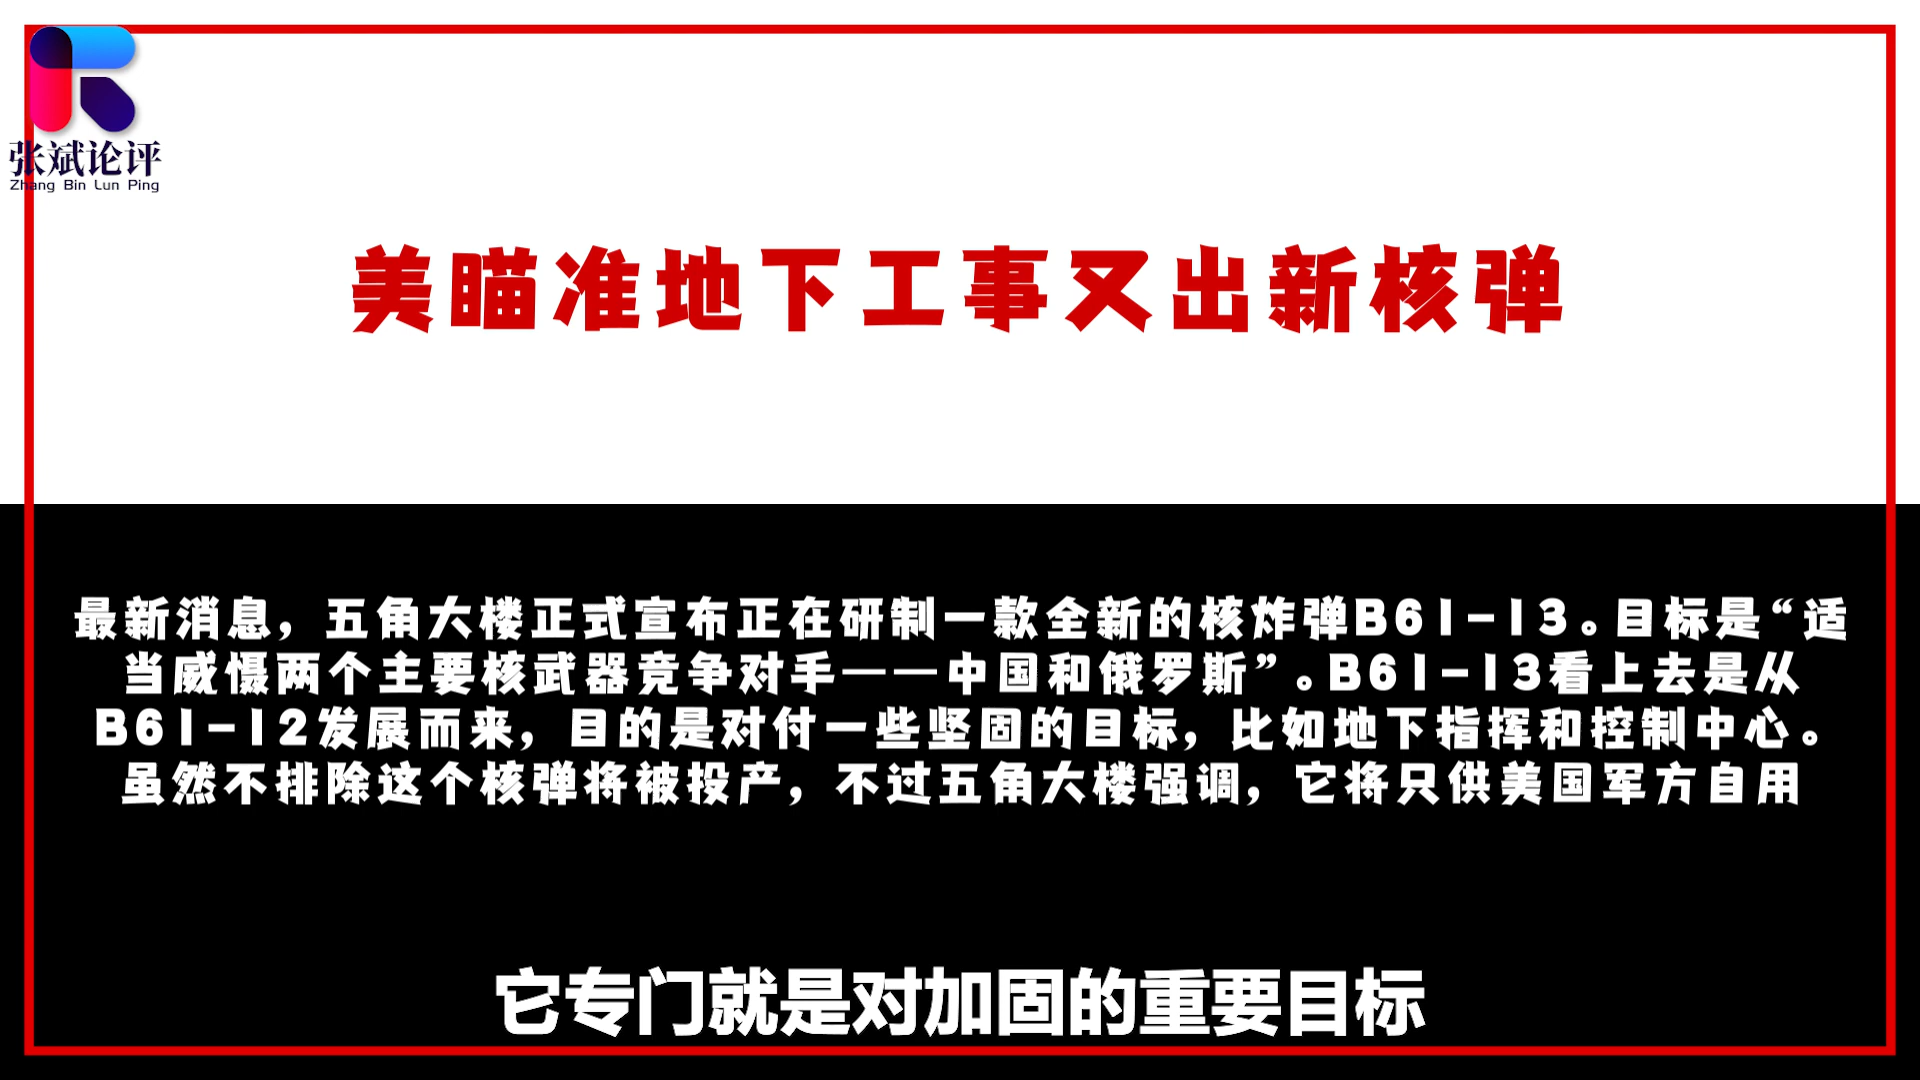 张斌论评
Zhang Bin Lun Ping
美瞄准地下工事又出新核弹
最新消息，五角大楼正式宣布正在研制一款全新的核炸弹B61-13。目标是“适
当威慑两个主要核武器竞争对手——中国和俄罗斯”。B61-13看上去是从
B61-12发展而来，目的是对付一些坚固的目标，比如地下指挥和控制中心。
虽然不排除这个核弹将被投产，不过五角大楼强调，它将只供美国军方自用
它专门就是对加固的重要目标